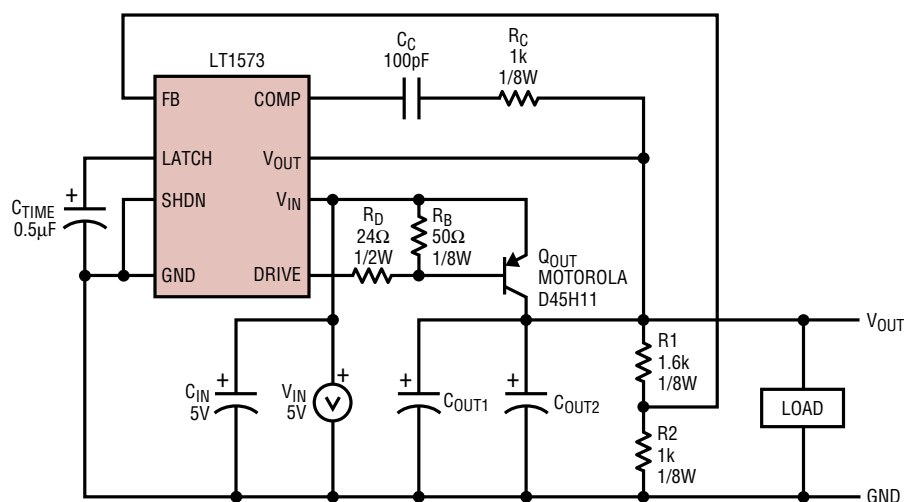 LT1573
C_C
100pF
R_C
1k
1/8W
FB
COMP
LATCH
V_OUT
SHDN
V_IN
GND
DRIVE
+
C_TIME
0.5µF
R_D
24Ω
1/2W
R_B
50Ω
1/8W
Q_OUT
MOTOROLA
D45H11
V_OUT
+
C_IN
5V
+
V_IN
5V
V
+
C_OUT1
+
C_OUT2
R1
1.6k
1/8W
R2
1k
1/8W
LOAD
GND